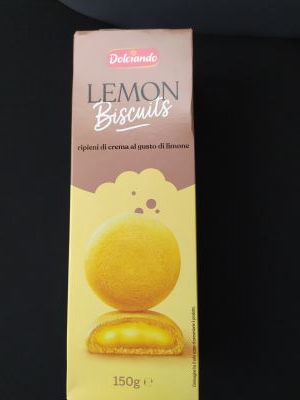 Dolciando
LEMON
Biscuits
ripieni di crema al gusto di limone
150g e